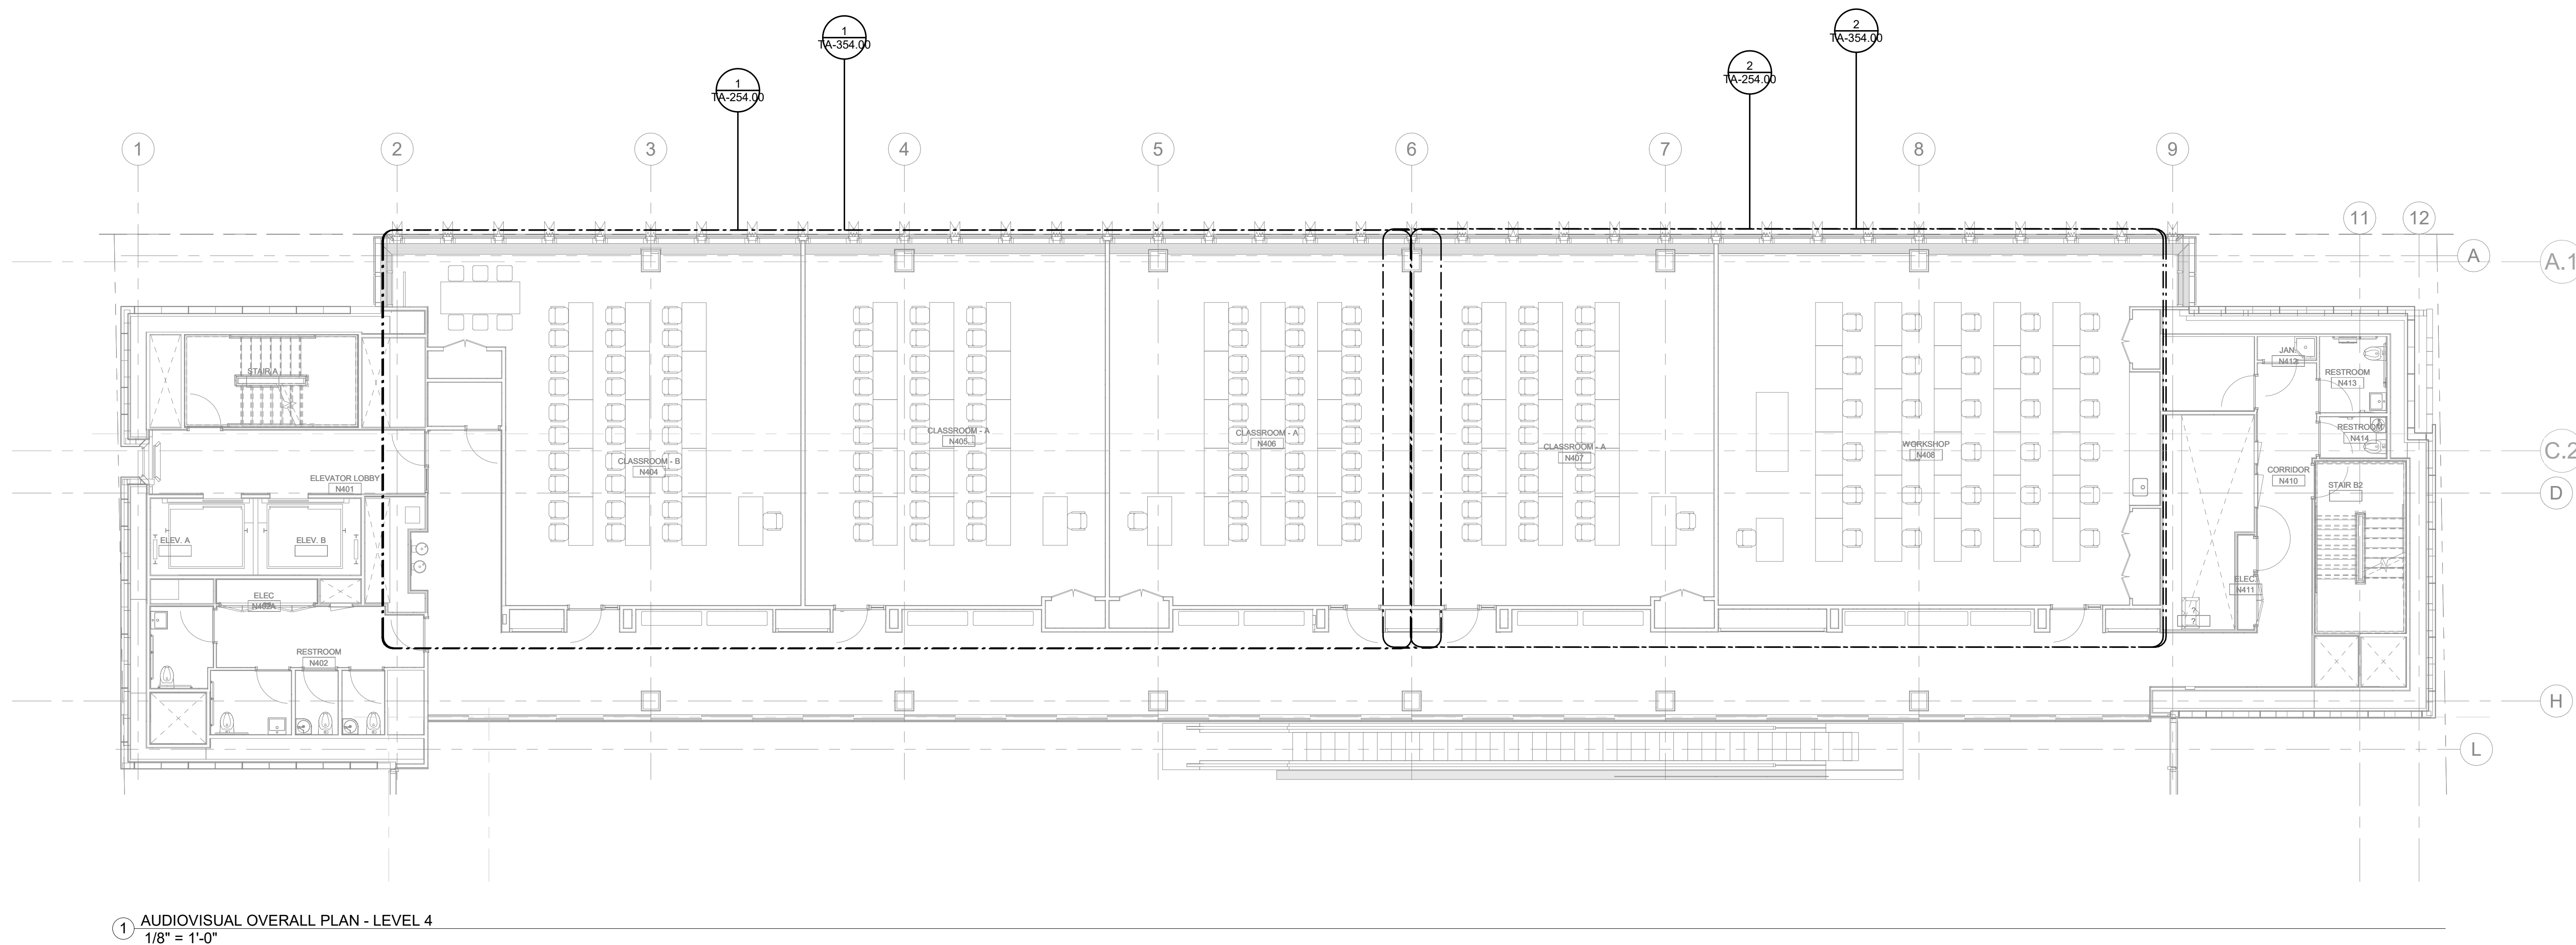 1
TA-354.00
2
TA-354.00
2
TA-254.00
1
TA-254.00
1
2
3
4
5
6
7
8
9
11
12
A
A.1
JAN.
N412
STAIR A
RESTROOM
N413
RESTROOM
N414
CLASSROOM - A
N405
CLASSROOM - A
N406
CLASSROOM - A
N407
WORKSHOP
N408
C.2
CLASSROOM - B
N404
ELEVATOR LOBBY
N401
CORRIDOR
N410
STAIR B2
D
ELEV. A
ELEV. B
ELEC
N402A
ELEC.
N411
?
?
RESTROOM
N402
H
L
1
AUDIOVISUAL OVERALL PLAN - LEVEL 4
1/8" = 1'-0"